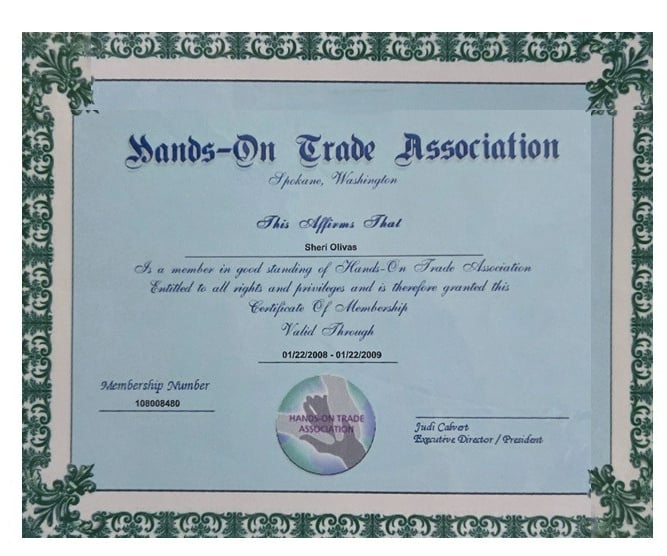 Hands-On Trade Association
Spokane, Washington
This Affirms That
Sheri Olivas
Is a member in good standing of Hands-On Trade Association
Entitled to all rights and privileges and is therefore granted this
Certificate Of Membership
Valid Through
01/22/2008 - 01/22/2009
Membership Number
108008480
HANDS-ON TRADE
ASSOCIATION
Judi Calvert
Executive Director / President